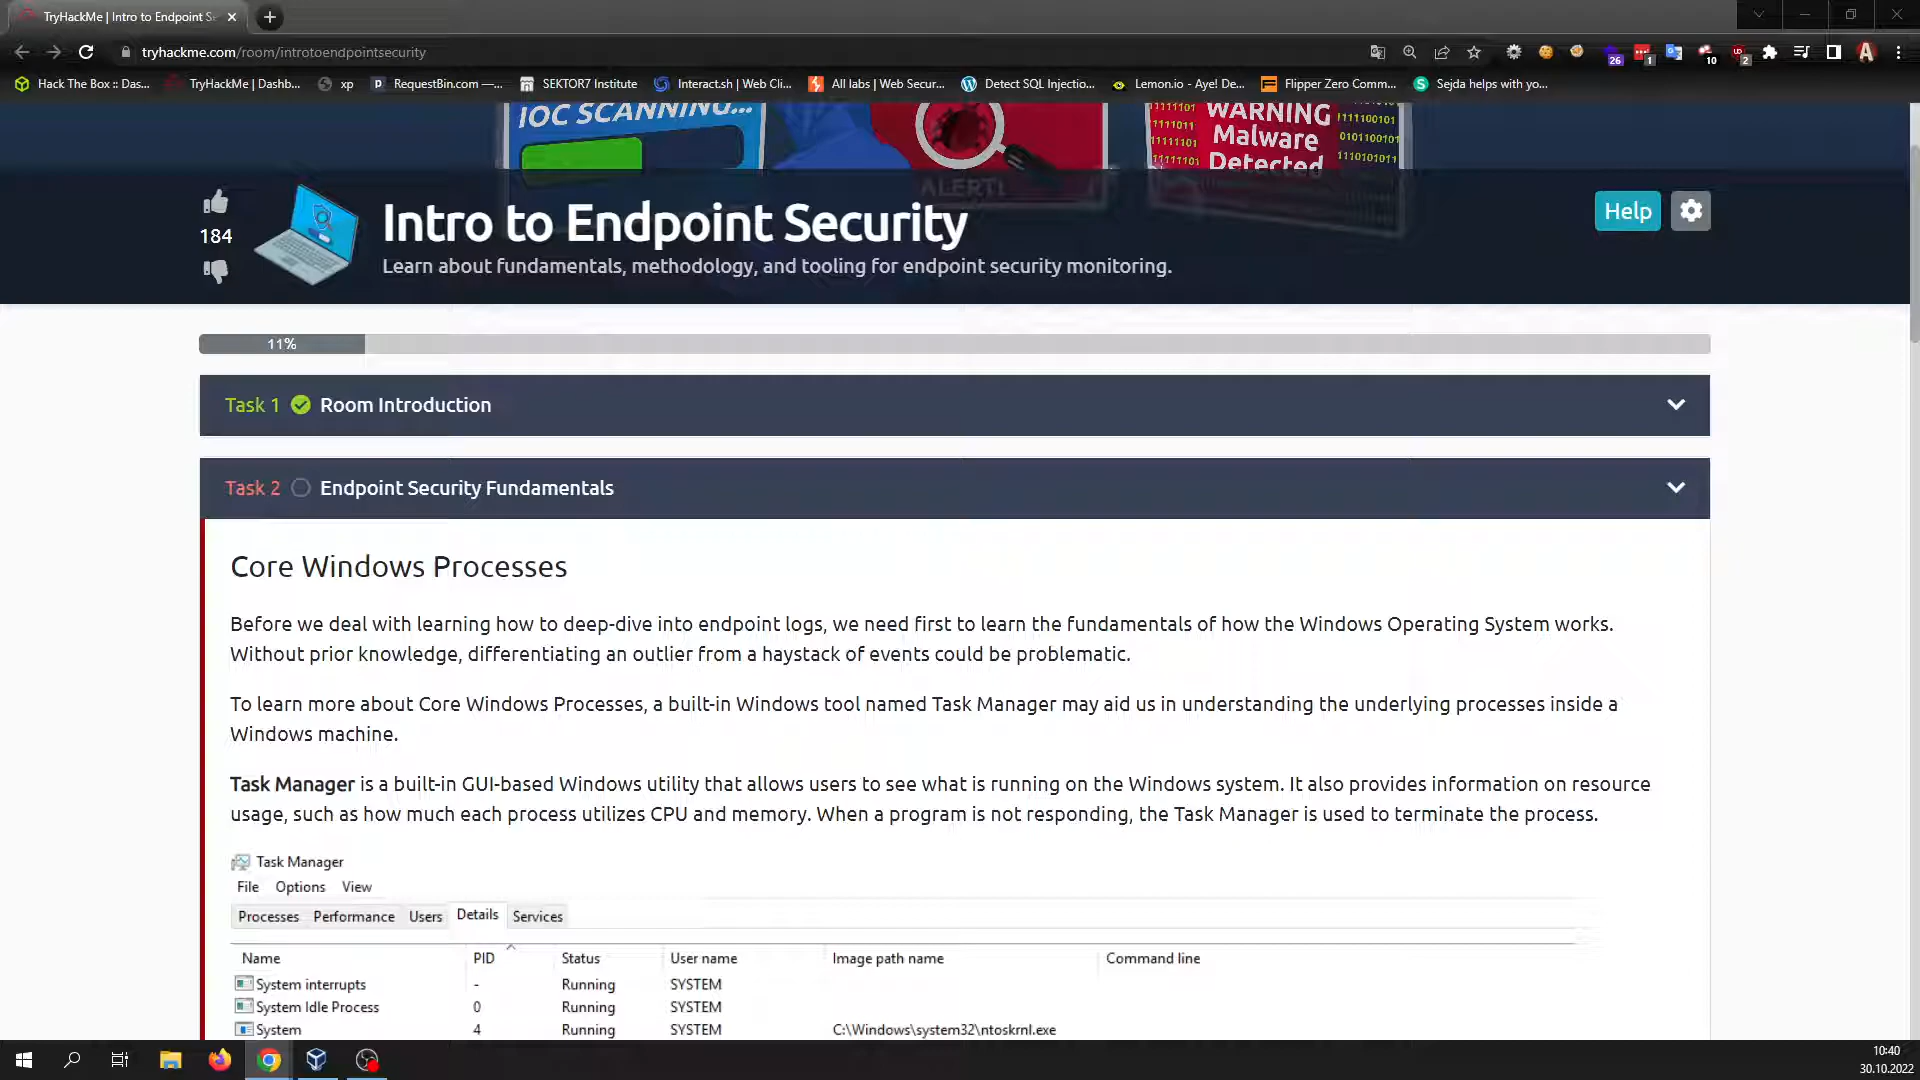 TryHackMe | Intro to Endpoint S
tryhackme.com/room/introtoendpointsecurity
26
1
10
2
A
Hack The Box :: Das...
TryHackMe | Dashb...
xp
RequestBin.com —...
SEKTOR7 Institute
Interact.sh | Web Cli...
All labs | Web Secur...
Detect SQL Injectio...
Lemon.io - Aye! De...
Flipper Zero Comm...
Sejda helps with yo...
IOC SCANNING...
ALERT!
WARNING
Malware
Detected
184
Intro to Endpoint Security
Learn about fundamentals, methodology, and tooling for endpoint security monitoring.
Help
11%
Task 1 Room Introduction
Task 2 Endpoint Security Fundamentals
Core Windows Processes
Before we deal with learning how to deep-dive into endpoint logs, we need first to learn the fundamentals of how the Windows Operating System works.
Without prior knowledge, differentiating an outlier from a haystack of events could be problematic.
To learn more about Core Windows Processes, a built-in Windows tool named Task Manager may aid us in understanding the underlying processes inside a
Windows machine.
Task Manager is a built-in GUI-based Windows utility that allows users to see what is running on the Windows system. It also provides information on resource
usage, such as how much each process utilizes CPU and memory. When a program is not responding, the Task Manager is used to terminate the process.
Task Manager
File Options View
Processes Performance Users Details Services
Name PID Status User name Image path name Command line
System interrupts - Running SYSTEM
System Idle Process 0 Running SYSTEM
System 4 Running SYSTEM C:\Windows\system32\ntoskrnl.exe
10:40
30.10.2022